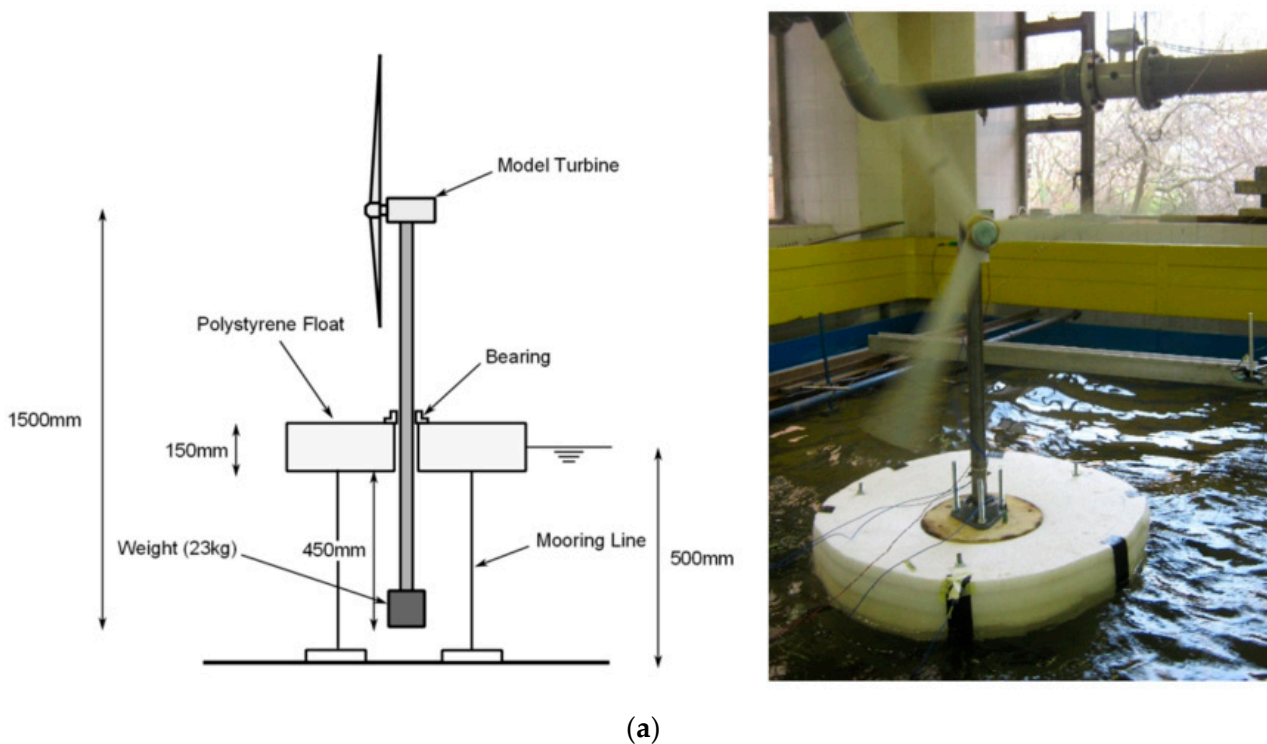 Model Turbine
Polystyrene Float
Bearing
1500mm
150mm
Weight (23kg)
450mm
Mooring Line
500mm
(a)